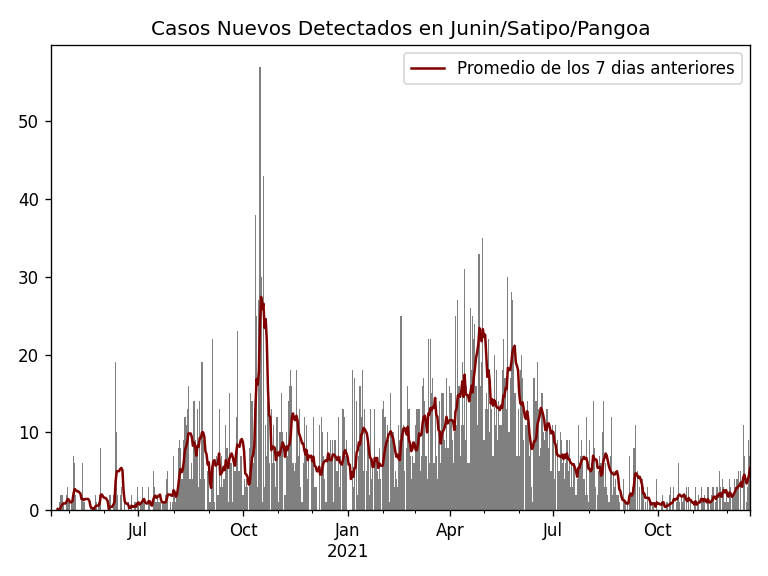 Casos Nuevos Detectados en Junin/Satipo/Pangoa
Promedio de los 7 dias anteriores
50
40
30
20
10
0
Jul
Oct
Jan
2021
Apr
Jul
Oct